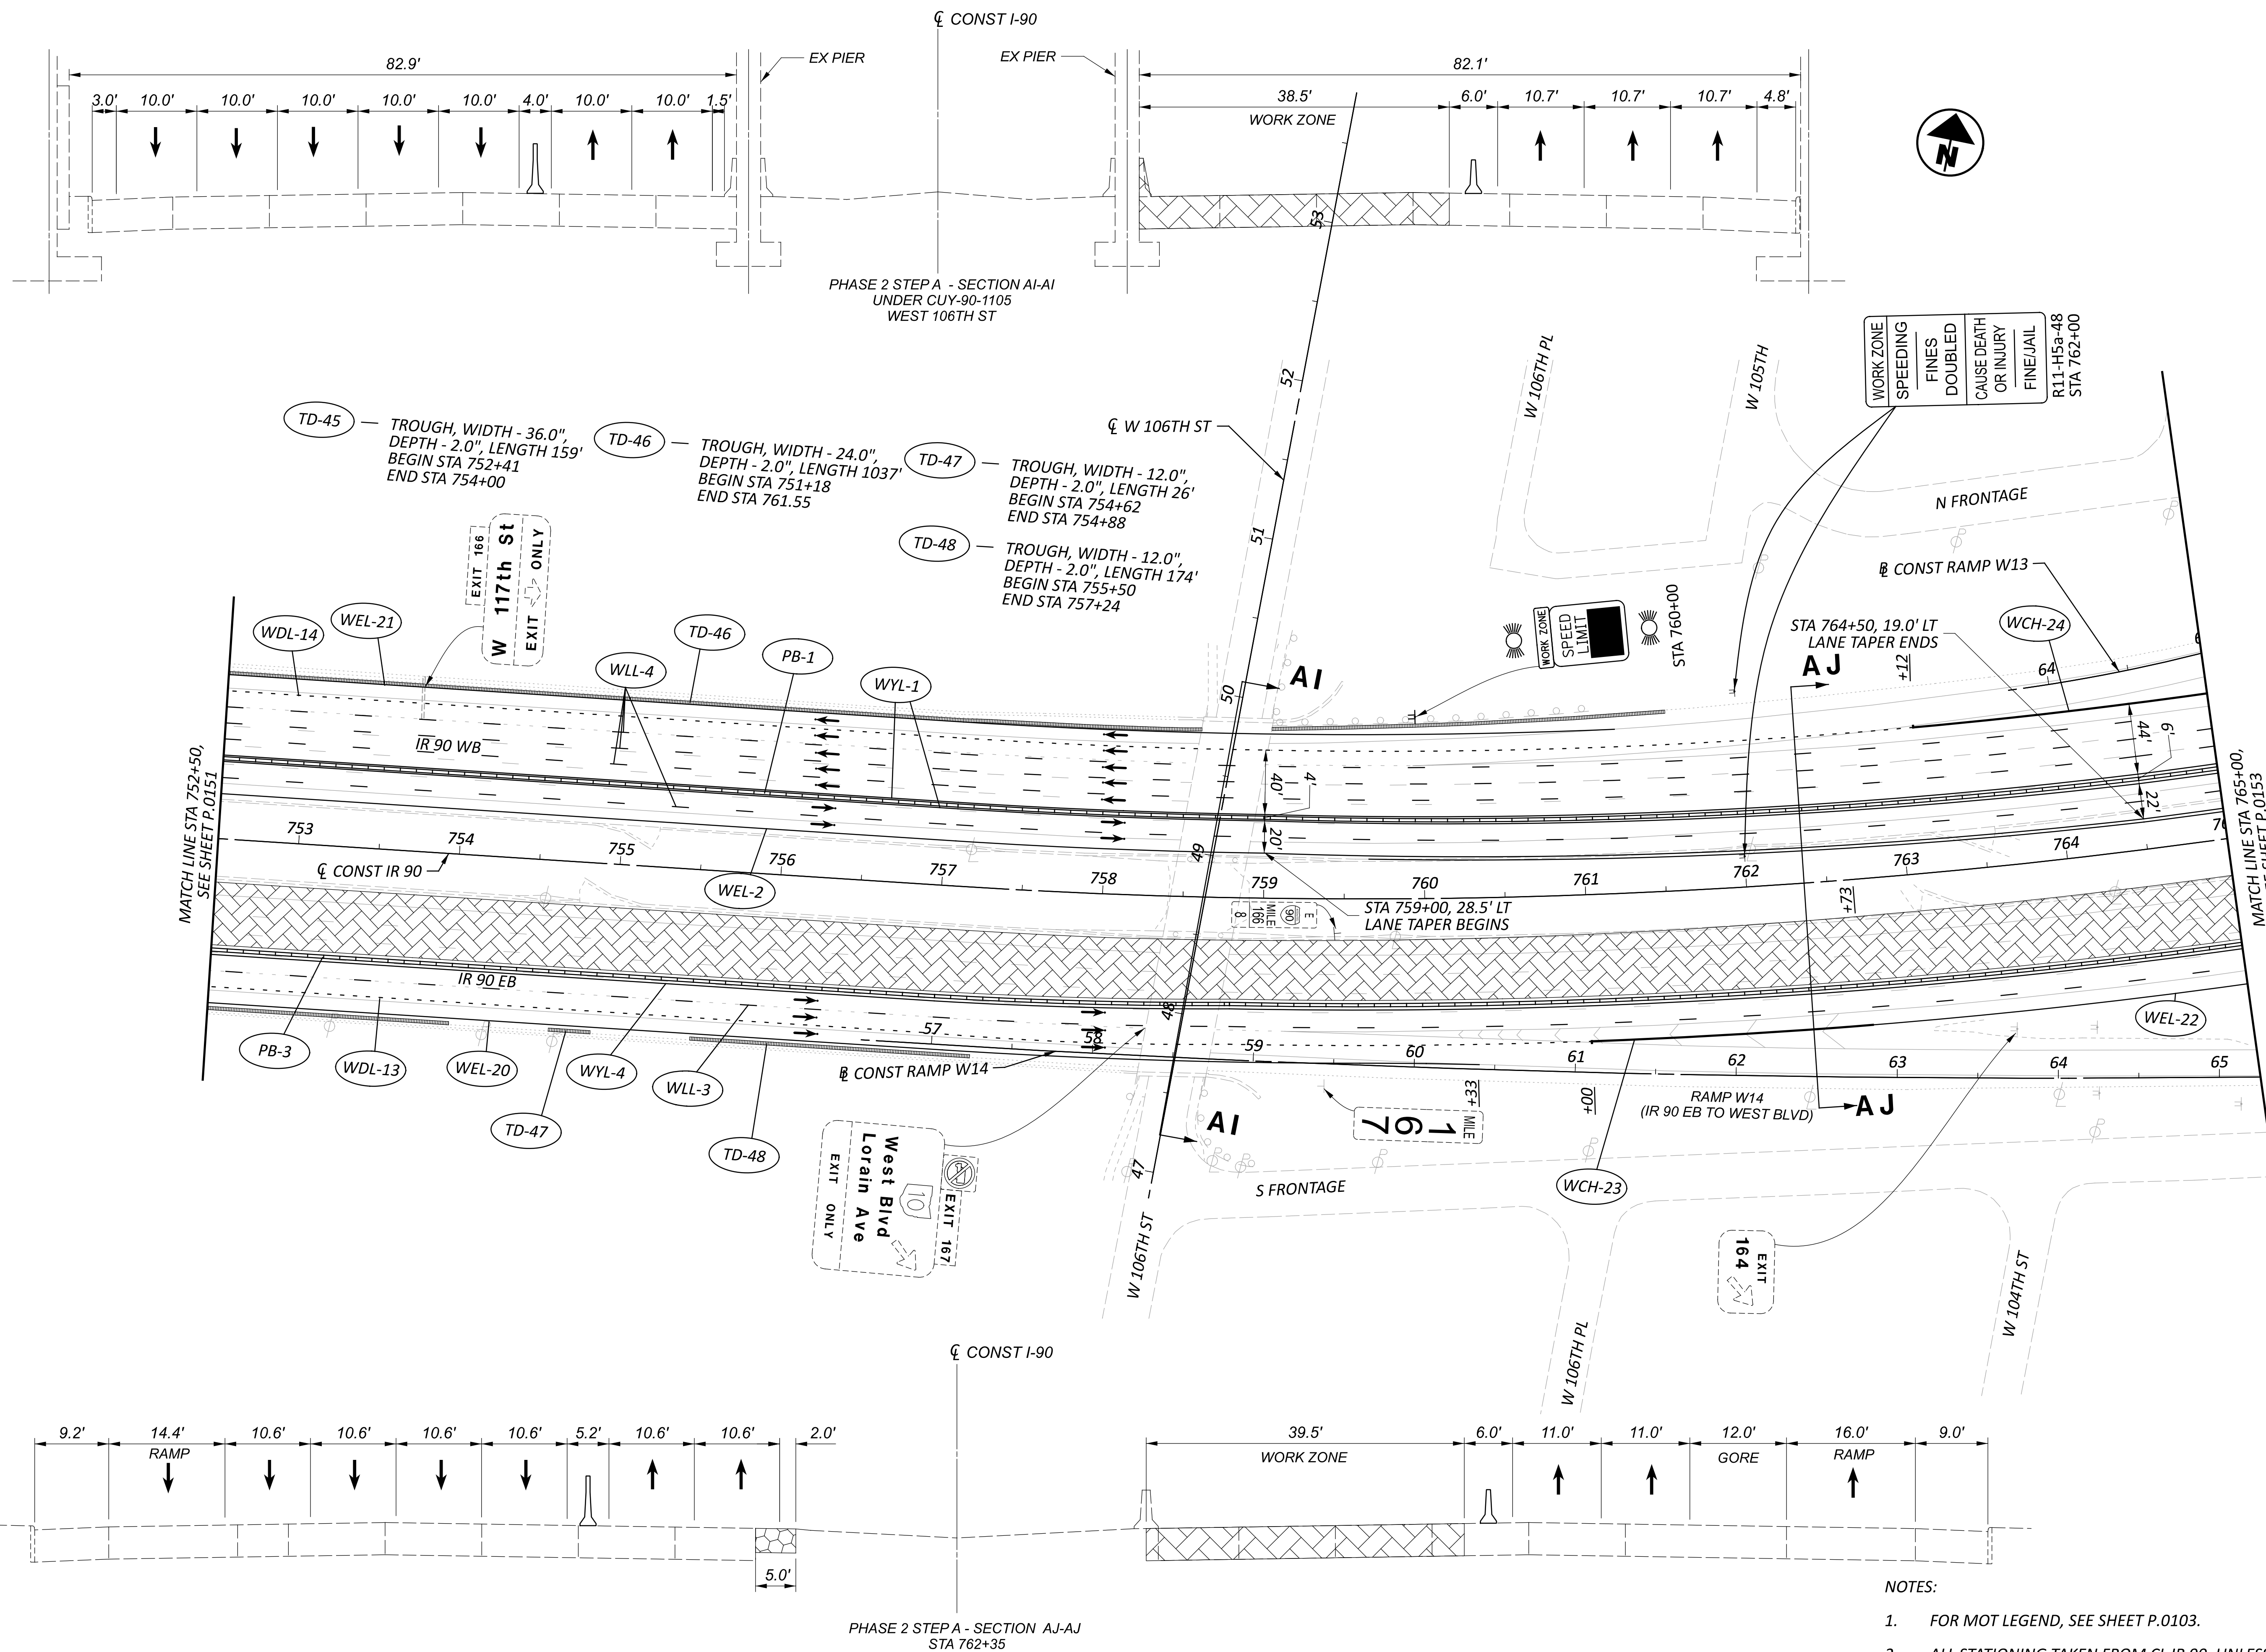 ℄ CONST I-90
EX PIER
EX PIER
82.9'
82.1'
3.0' 10.0' 10.0' 10.0' 10.0' 10.0' 4.0' 10.0' 10.0' 1.5'
38.5' 6.0' 10.7' 10.7' 10.7' 4.8'
WORK ZONE
N
PHASE 2 STEP A - SECTION AI-AI
UNDER CUY-90-1105
WEST 106TH ST
TD-45
TROUGH, WIDTH - 36.0",
DEPTH - 2.0", LENGTH 159'
BEGIN STA 752+41
END STA 754+00
TD-46
TROUGH, WIDTH - 24.0",
DEPTH - 2.0", LENGTH 1037'
BEGIN STA 751+18
END STA 761.55
TD-47
TROUGH, WIDTH - 12.0",
DEPTH - 2.0", LENGTH 26'
BEGIN STA 754+62
END STA 754+88
TD-48
TROUGH, WIDTH - 12.0",
DEPTH - 2.0", LENGTH 174'
BEGIN STA 755+50
END STA 757+24
℄ W 106TH ST
53
52
51
50
49
48
47
W 106TH PL
W 105TH
WORK ZONE
SPEEDING
FINES
DOUBLED
CAUSE DEATH
OR INJURY
FINE/JAIL
R11-H5a-48
STA 762+00
N FRONTAGE
B CONST RAMP W13
WCH-24
STA 764+50, 19.0' LT
LANE TAPER ENDS
AJ
+12
64
EXIT 166
W 117th St
EXIT ONLY
WORK ZONE
SPEED
LIMIT
STA 760+00
WDL-14
WEL-21
WLL-4
TD-46
PB-1
WYL-1
AI
IR 90 WB
40'
4'
20'
44'
6'
22'
MATCH LINE STA 752+50,
SEE SHEET P.0151
MATCH LINE STA 765+00,
SEE SHEET P.0153
753 754 755 756 757 758 759 760 761 762 763 764
℄ CONST IR 90
WEL-2
E
90
MILE
166
8
STA 759+00, 28.5' LT
LANE TAPER BEGINS
+73
IR 90 EB
PB-3
WDL-13
WEL-20
TD-47
WYL-4
WLL-3
TD-48
57 58 59 60 61 62 63 64 65
B CONST RAMP W14
WEL-22
+33
+00
RAMP W14
(IR 90 EB TO WEST BLVD)
AJ
AI
MILE
167
WCH-23
EXIT 167
10
West Blvd
Lorain Ave
EXIT ONLY
S FRONTAGE
W 106TH ST
W 106TH PL
EXIT
164
W 104TH ST
℄ CONST I-90
9.2' 14.4' 10.6' 10.6' 10.6' 10.6' 5.2' 10.6' 10.6' 2.0'
RAMP
39.5' 6.0' 11.0' 11.0' 12.0' 16.0' 9.0'
WORK ZONE GORE RAMP
5.0'
PHASE 2 STEP A - SECTION AJ-AJ
STA 762+35
NOTES:
1. FOR MOT LEGEND, SEE SHEET P.0103.
2. ALL STATIONING TAKEN FROM CL IR 90, UNLESS